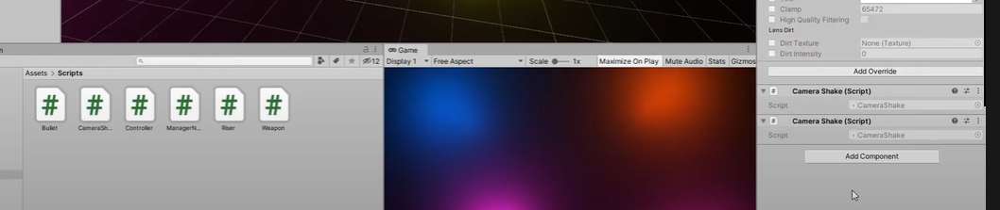 Clamp 65472
High Quality Filtering
Lens Dirt
Dirt Texture None (Texture)
Dirt Intensity 0
Add Override
Camera Shake (Script)
Script CameraShake
Camera Shake (Script)
Script CameraShake
Add Component
12
Assets > Scripts
Bullet
CameraSh...
Controller
ManagerN...
Riser
Weapon
Game
Display 1 Free Aspect Scale 1x Maximize On Play Mute Audio Stats Gizmos